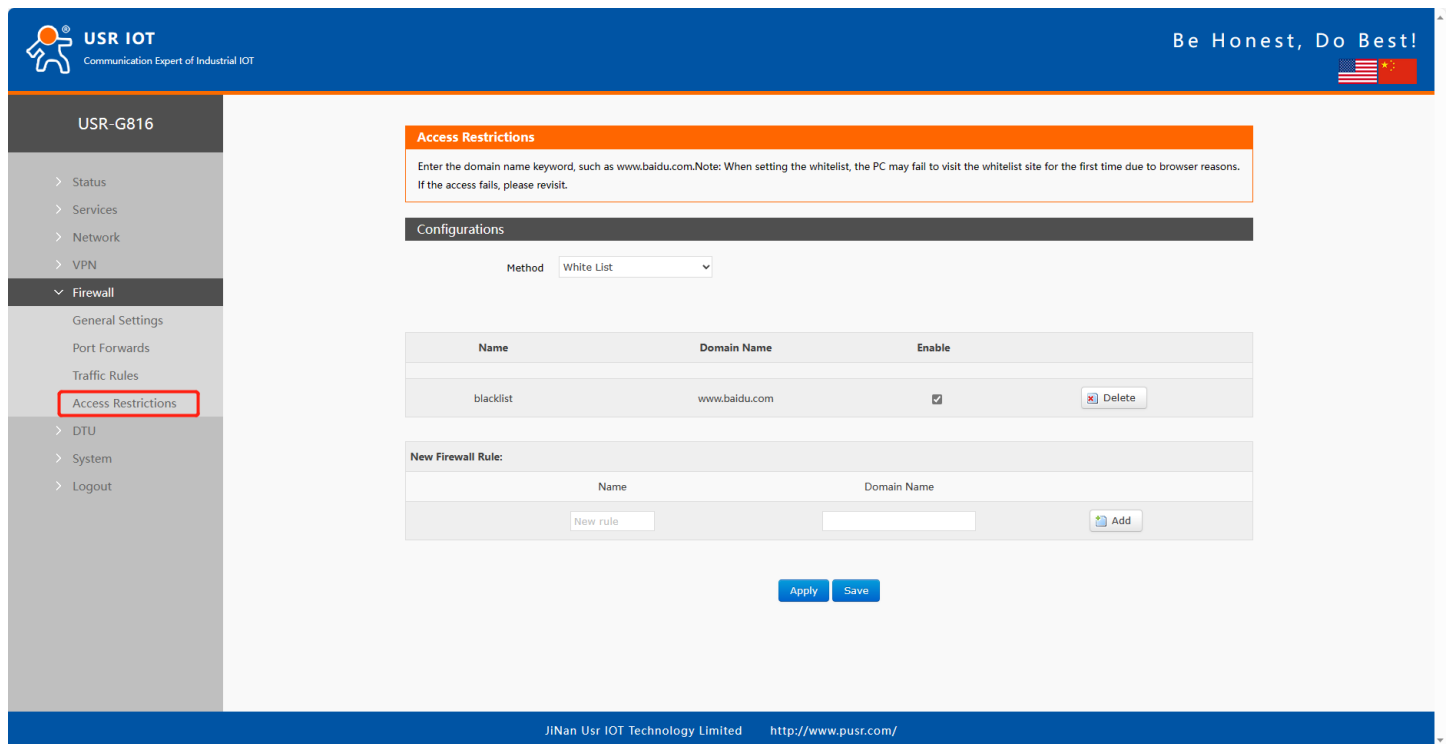 ®
USR IOT
Communication Expert of Industrial IOT
Be Honest, Do Best!
USR-G816
Status
Services
Network
VPN
Firewall
General Settings
Port Forwards
Traffic Rules
Access Restrictions
DTU
System
Logout
Access Restrictions
Enter the domain name keyword, such as www.baidu.com.Note: When setting the whitelist, the PC may fail to visit the whitelist site for the first time due to browser reasons.
If the access fails, please revisit.
Configurations
Method White List
Name Domain Name Enable
blacklist www.baidu.com Delete
New Firewall Rule:
Name Domain Name
New rule Add
Apply Save
JiNan Usr IOT Technology Limited http://www.pusr.com/